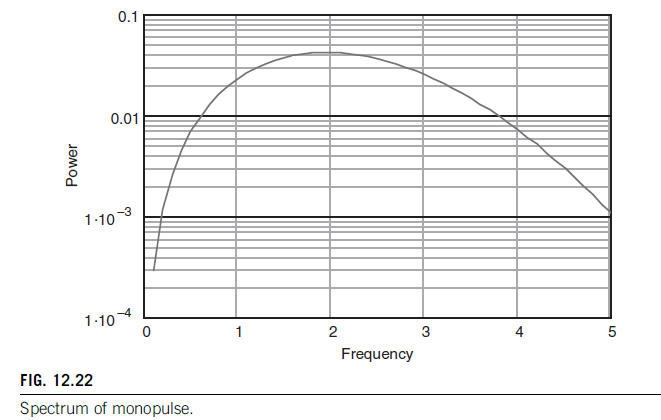 0.1
0.01
Power
1·10⁻³
1·10⁻⁴
0 1 2 3 4 5
Frequency
FIG. 12.22
Spectrum of monopulse.